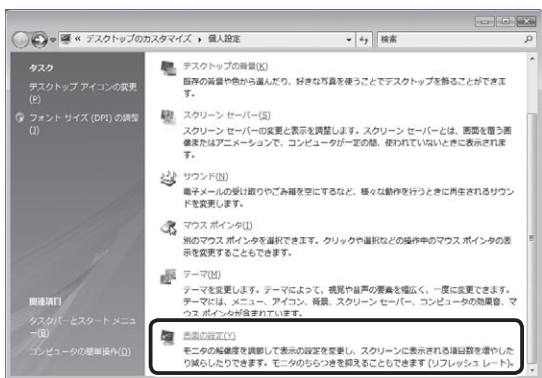 « デスクトップのカスタマイズ ▸ 個人設定
検索
タスク
デスクトップ アイコンの変更
(P)
フォント サイズ (DPI) の調整
(I)
関連項目
タスク バーとスタート メニュ
ー(B)
コンピュータの簡単操作(O)
デスクトップの背景(K)
既存の背景や色から選んだり、好きな写真を使うことでデスクトップを飾ることができま
す。
スクリーン セーバー(S)
スクリーン セーバーの変更と表示を調整します。スクリーン セーバーとは、画面を覆う画
像またはアニメーションで、コンピュータが一定の間、使われていないときに表示されま
す。
サウンド(N)
電子メールの受け取りやごみ箱を空にするなど、様々な動作を行うときに再生されるサウン
ドを変更します。
マウス ポインタ(I)
別のマウス ポインタを選択できます。クリックや選択などの操作中のマウス ポインタの表
示を変更することもできます。
テーマ(M)
テーマを変更します。テーマによって、視覚や音声の要素を幅広く、一度に変更できます。
テーマには、メニュー、アイコン、背景、スクリーン セーバー、コンピュータの効果音、マ
ウス ポインタが含まれています。
画面の設定(Y)
モニタの解像度を調節して表示の設定を変更し、スクリーンに表示される項目数を増やした
り減らしたりできます。モニタのちらつきを抑えることもできます (リフレッシュ レート)。